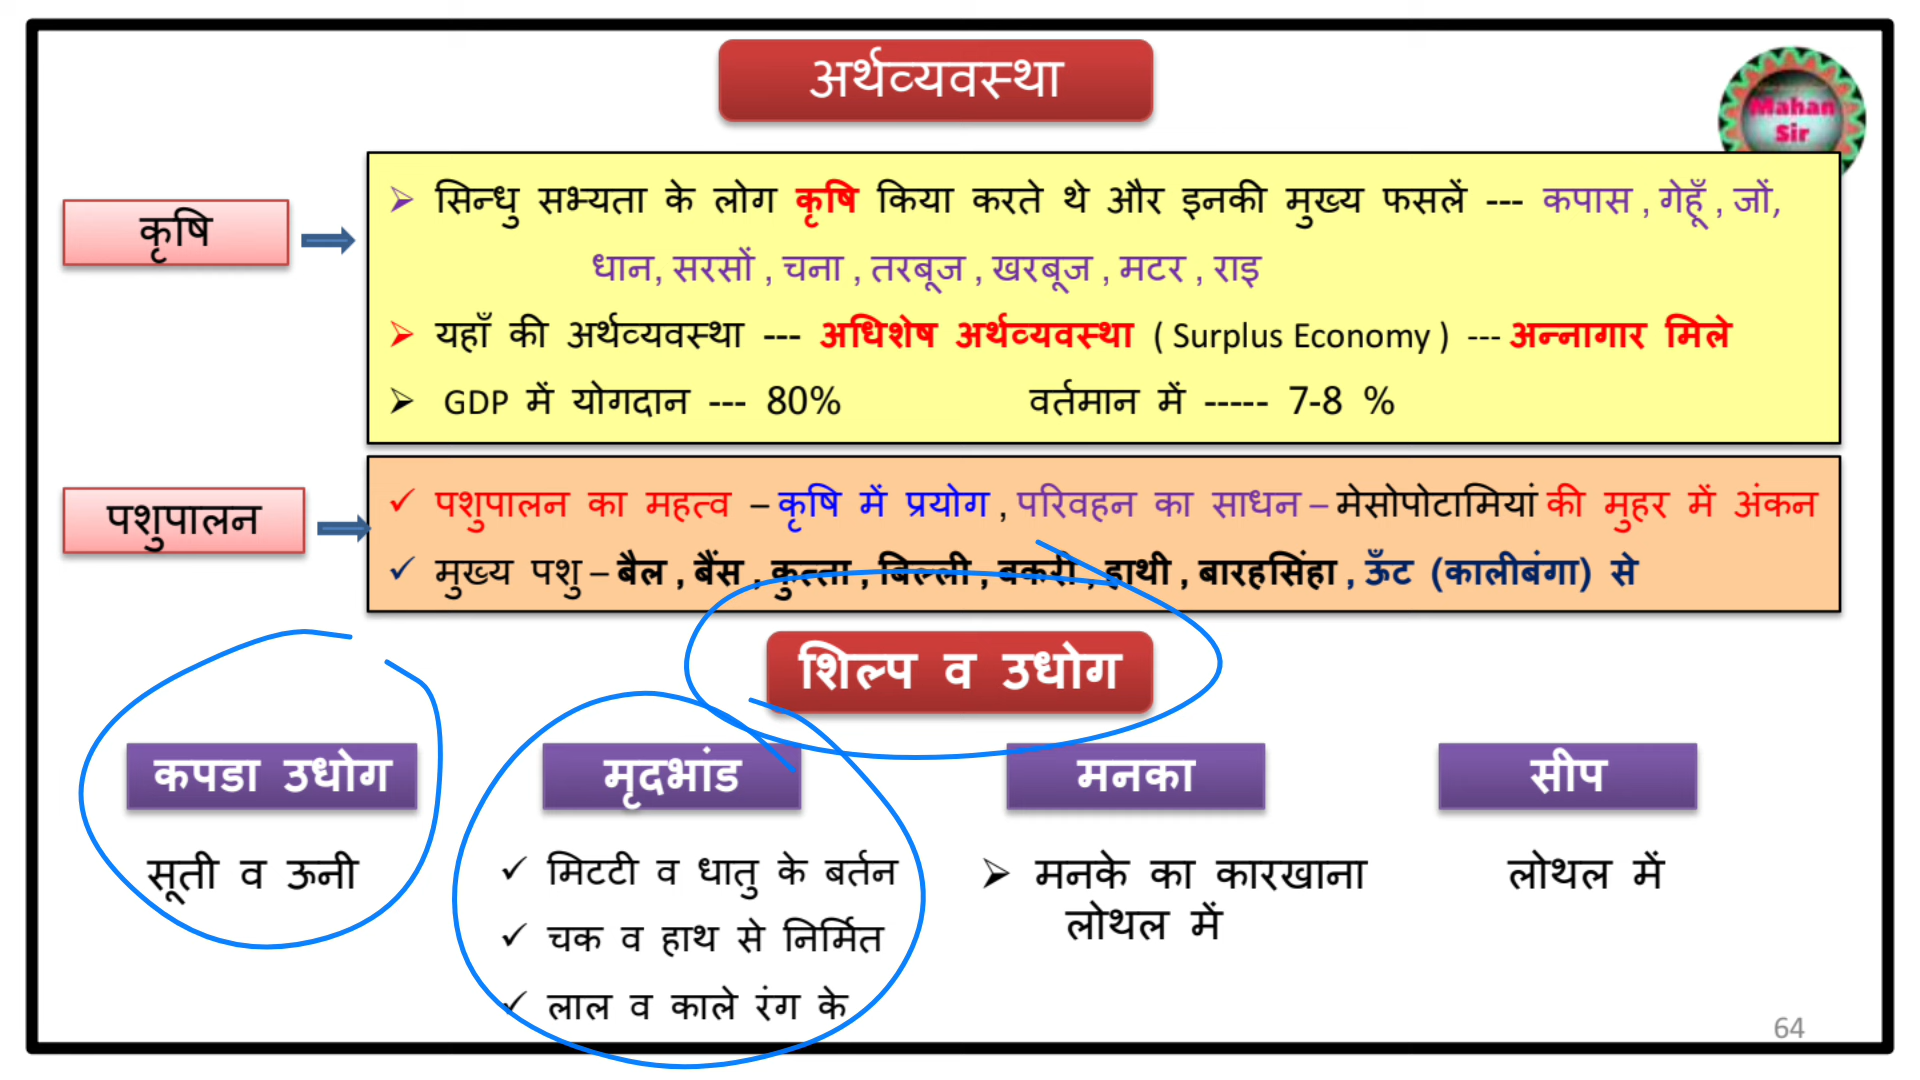 अर्थव्यवस्था
Mahan
Sir
कृषि
सिन्धु सभ्यता के लोग कृषि किया करते थे और इनकी मुख्य फसलें --- कपास , गेहूँ , जों,
धान, सरसों , चना , तरबूज , खरबूज , मटर , राइ
यहाँ की अर्थव्यवस्था --- अधिशेष अर्थव्यवस्था ( Surplus Economy ) --- अन्नागार मिले
GDP में योगदान --- 80% वर्तमान में ----- 7-8 %
पशुपालन
पशुपालन का महत्व – कृषि में प्रयोग , परिवहन का साधन – मेसोपोटामियां की मुहर में अंकन
मुख्य पशु – बैल , बैंस , कुत्ता , बिल्ली , बकरी , हाथी , बारहसिंहा , ऊँट (कालीबंगा) से
शिल्प व उधोग
कपडा उधोग
सूती व ऊनी
मृदभांड
मिटटी व धातु के बर्तन
चक व हाथ से निर्मित
लाल व काले रंग के
मनका
मनके का कारखाना
लोथल में
सीप
लोथल में
64